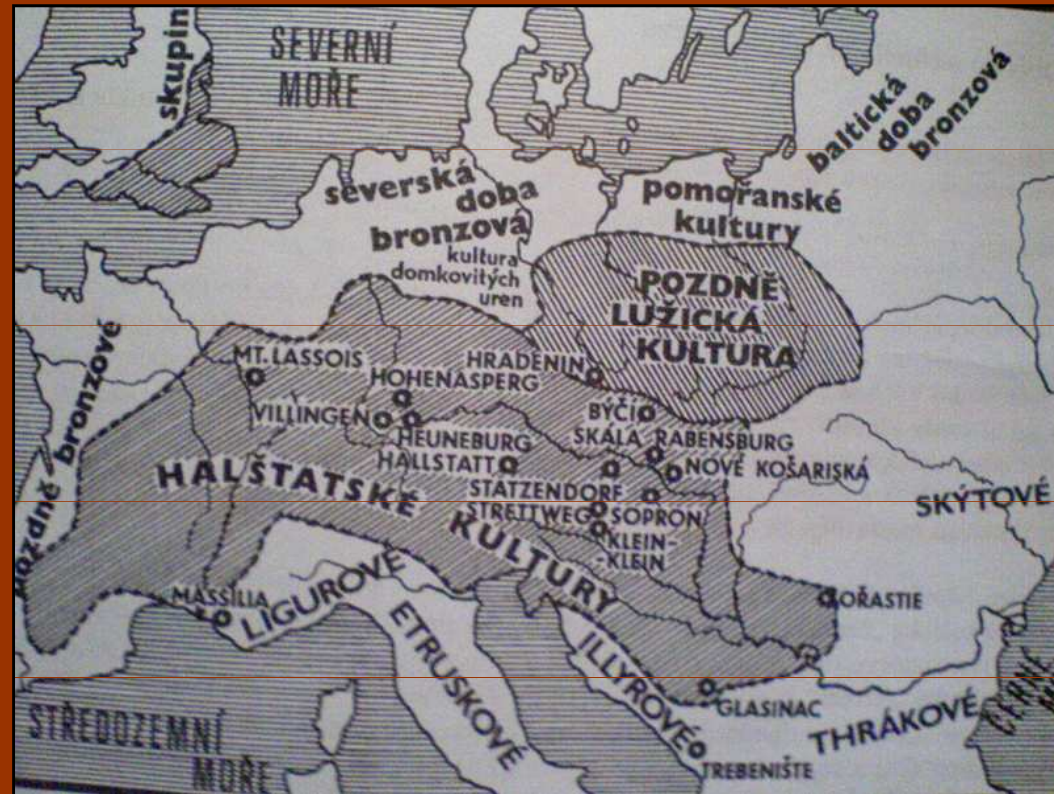 skupin
SEVERNÍ
MOŘE
baltická
doba
bronzová
severská
doba
bronzová
kultura
domkovitých
uren
pomořanské
kultury
POZDNĚ
LUŽICKÁ
KULTURA
pozdně bronzové
MT. LASSOIS
HRADENIN
HOHENASPERG
VILLINGEN
HEUNEBURG
BÝČÍ
SKÁLA
RABENSBURG
HALLSTATT
NOVÉ KOŠARISKÁ
STATZENDORF
STRETTWEG
SOPRON
KLEIN-
-KLEIN
HALŠTATSKÉ
KULTURY
SKÝTOVÉ
MASSILIA
LIGUROVÉ
ETRUSKOVÉ
ILLYROVÉ
ORAŠTIE
GLASINAC
THRÁKOVÉ
ČERNÉ
STŘEDOZEMNÍ
MOŘE
TREBENIŠTE